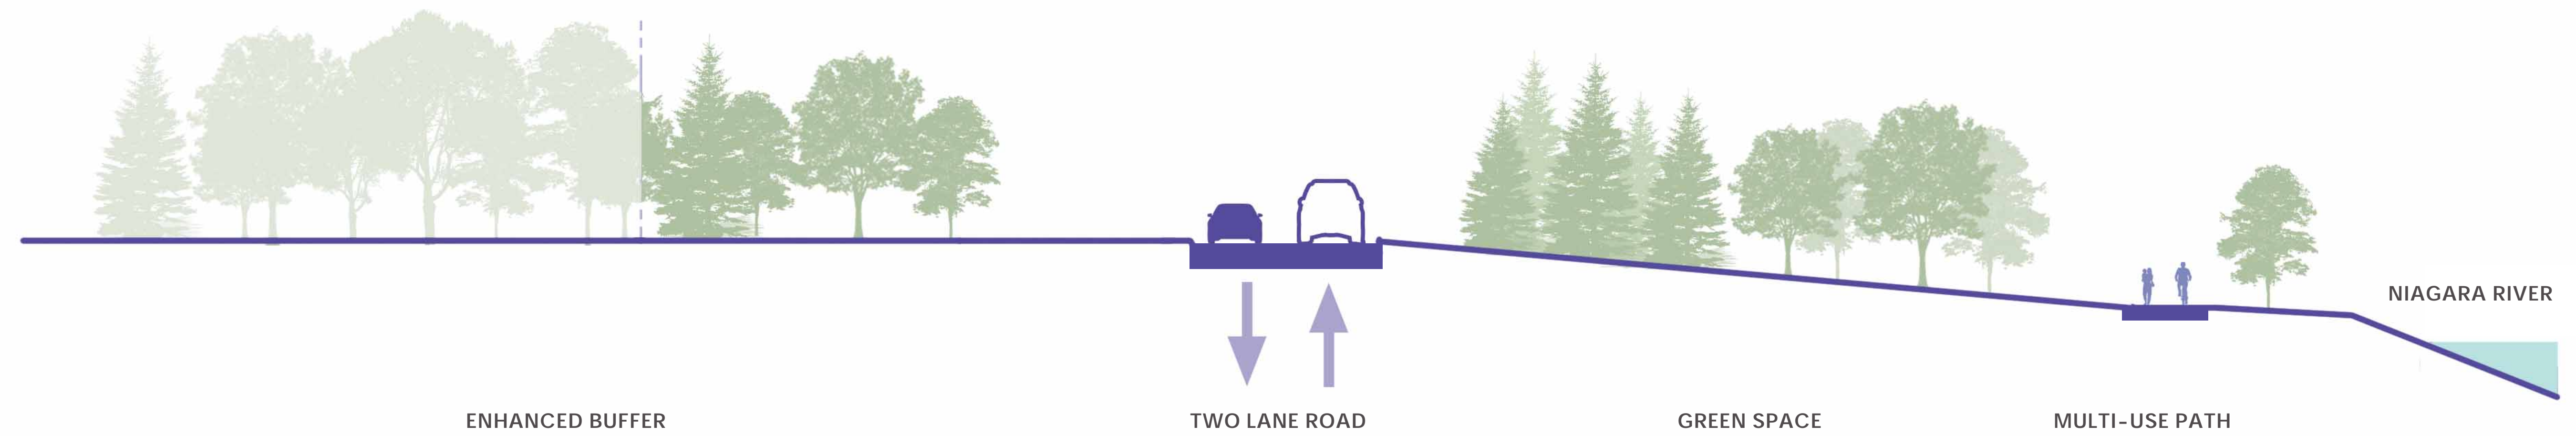 NIAGARA RIVER
ENHANCED BUFFER
TWO LANE ROAD
GREEN SPACE
MULTI-USE PATH